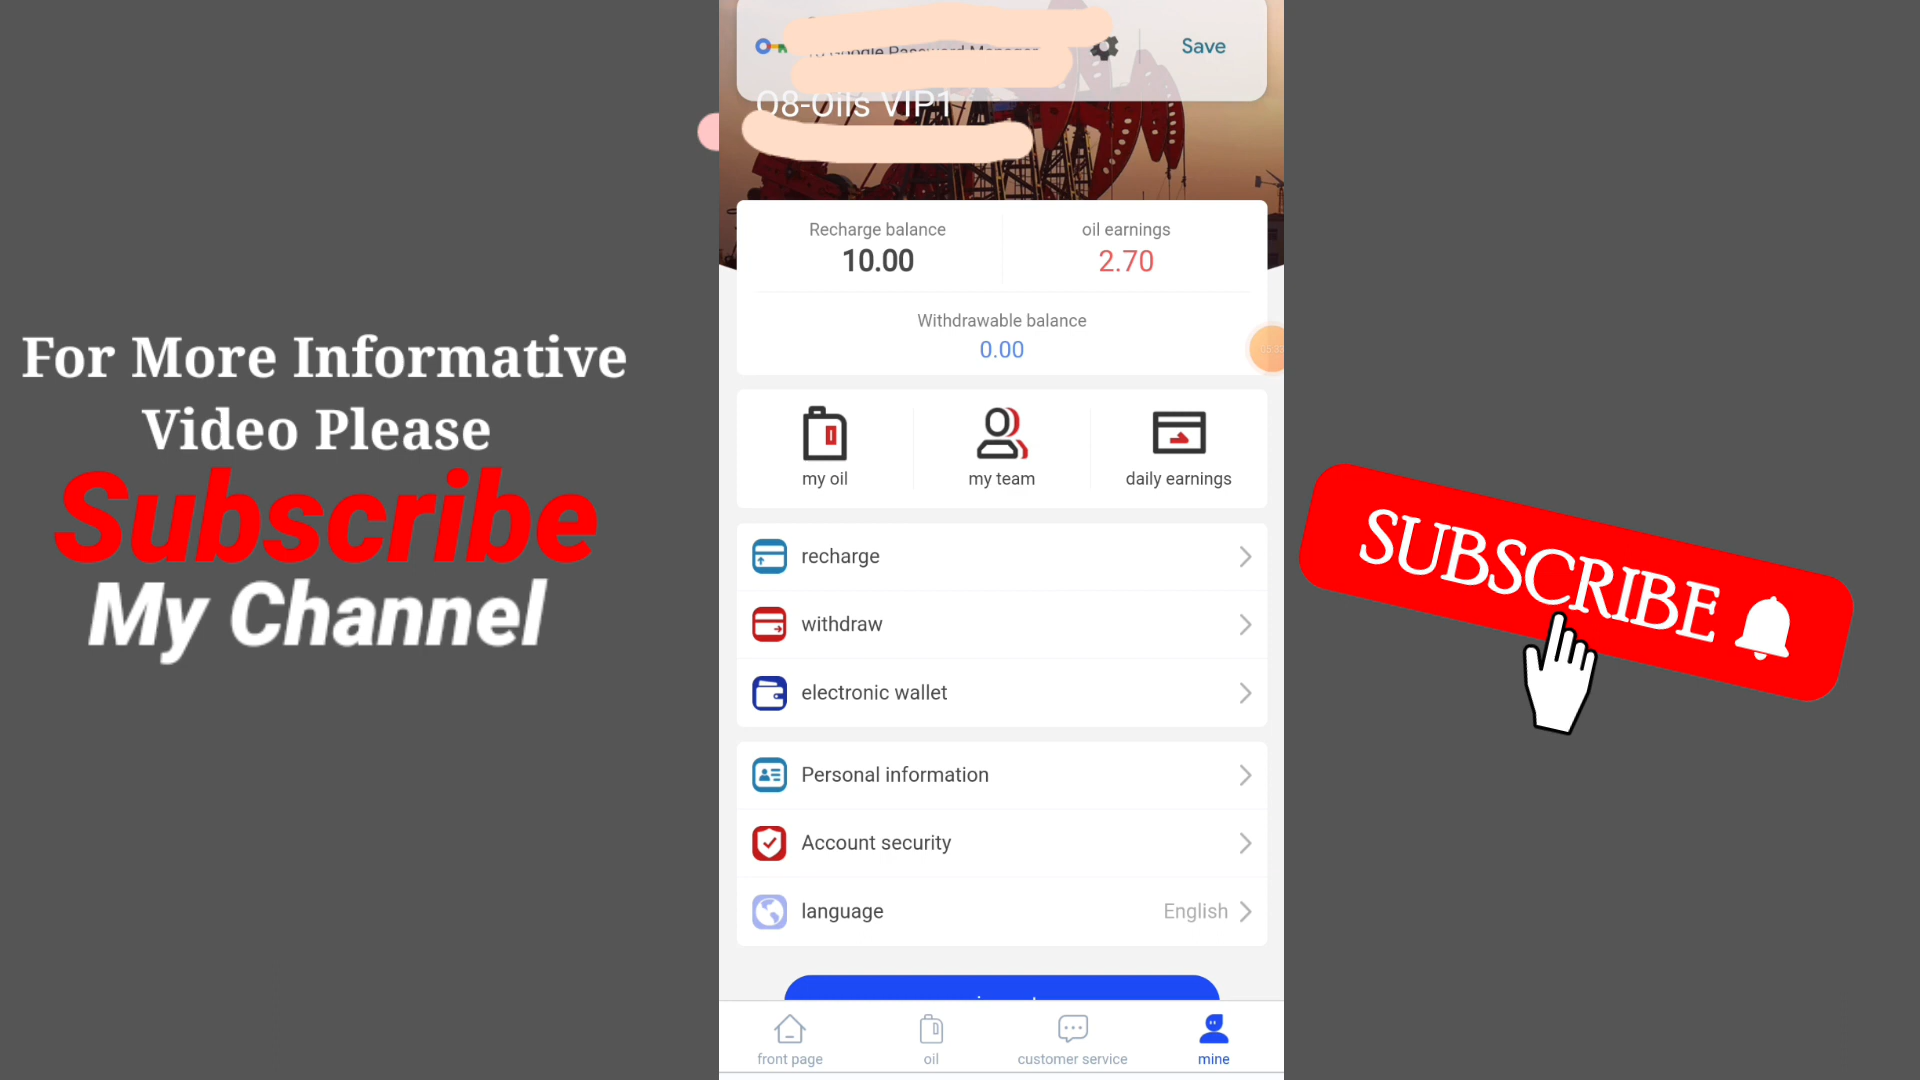 For More Informative
Video Please
Subscribe
My Channel
Save
Q8-Oils VIP1
Recharge balance
10.00
oil earnings
2.70
Withdrawable balance
0.00
my oil
my team
daily earnings
recharge
withdraw
electronic wallet
Personal information
Account security
language
English
front page
oil
customer service
mine
SUBSCRIBE